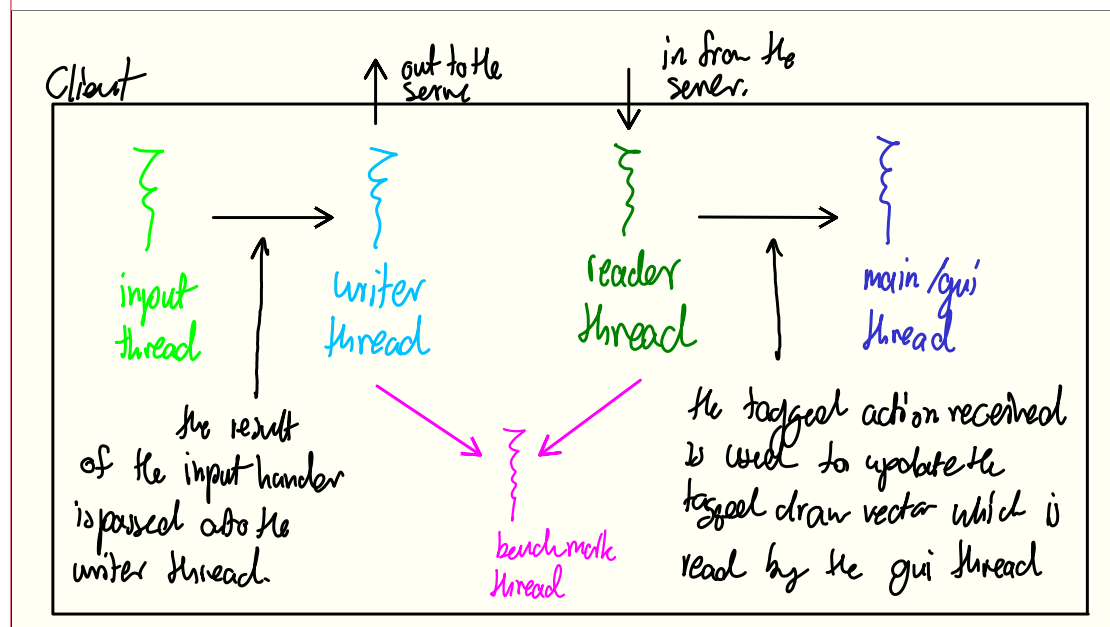 Client
out to the
serve
in from the
server.
input
thread
writer
thread
reader
thread
main/gui
thread
the result
of the input hander
is passed onto the
writer thread.
benchmark
thread
the tagged action received
is used to update the
tagged draw vector which is
read by the gui thread